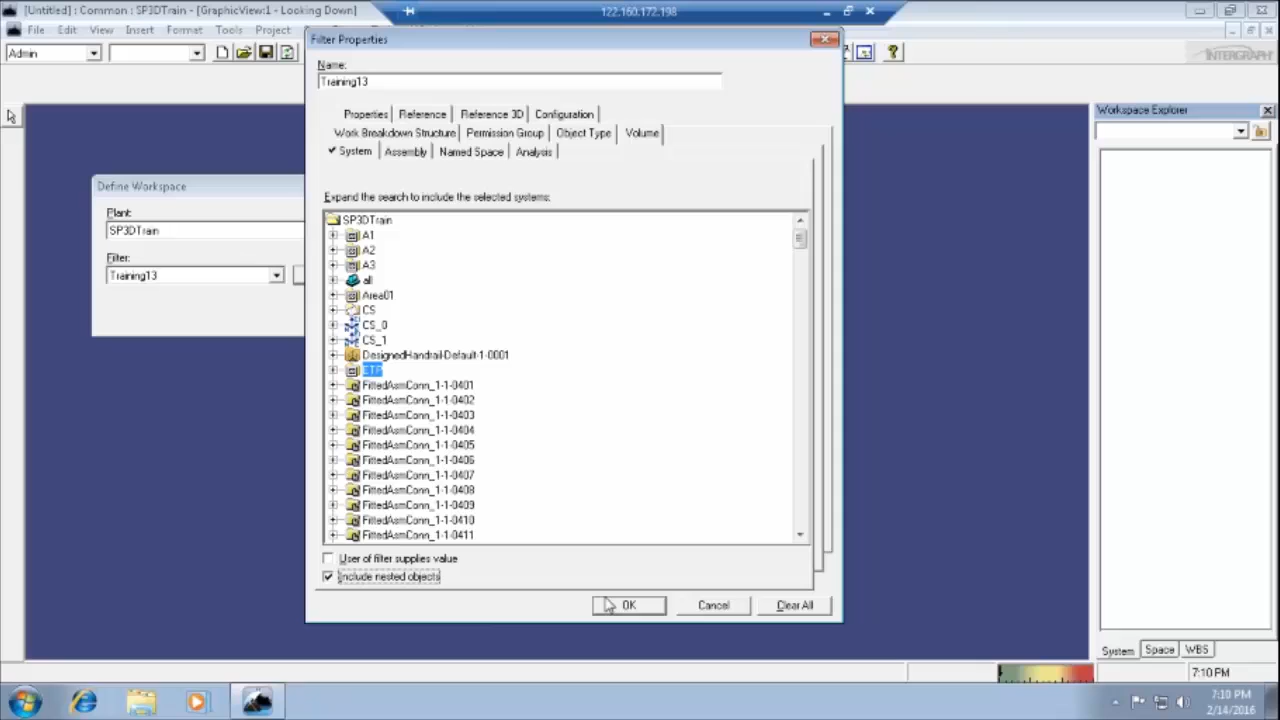 [Untitled] : Common : SP3DTrain - [GraphicView:1 - Looking Down]
122.160.172.198
File Edit View Insert Format Tools Project
Admin
INTERGRAPH
Filter Properties
Name:
Training13
Properties Reference Reference 3D Configuration
Work Breakdown Structure Permission Group Object Type Volume
System Assembly Named Space Analysis
Expand the search to include the selected systems:
SP3DTrain
A1
A2
A3
all
Area01
CS
CS_0
CS_1
DesignedHandrail-Default-1-0001
FittedAsmConn_1-1-0401
FittedAsmConn_1-1-0402
FittedAsmConn_1-1-0403
FittedAsmConn_1-1-0404
FittedAsmConn_1-1-0405
FittedAsmConn_1-1-0406
FittedAsmConn_1-1-0407
FittedAsmConn_1-1-0408
FittedAsmConn_1-1-0409
FittedAsmConn_1-1-0410
FittedAsmConn_1-1-0411
User of filter supplies value
Include nested objects
OK Cancel Clear All
Define Workspace
Plant:
SP3DTrain
Filter:
Training13
Workspace Explorer
System Space WBS
7:10 PM
7:10 PM
2/14/2016